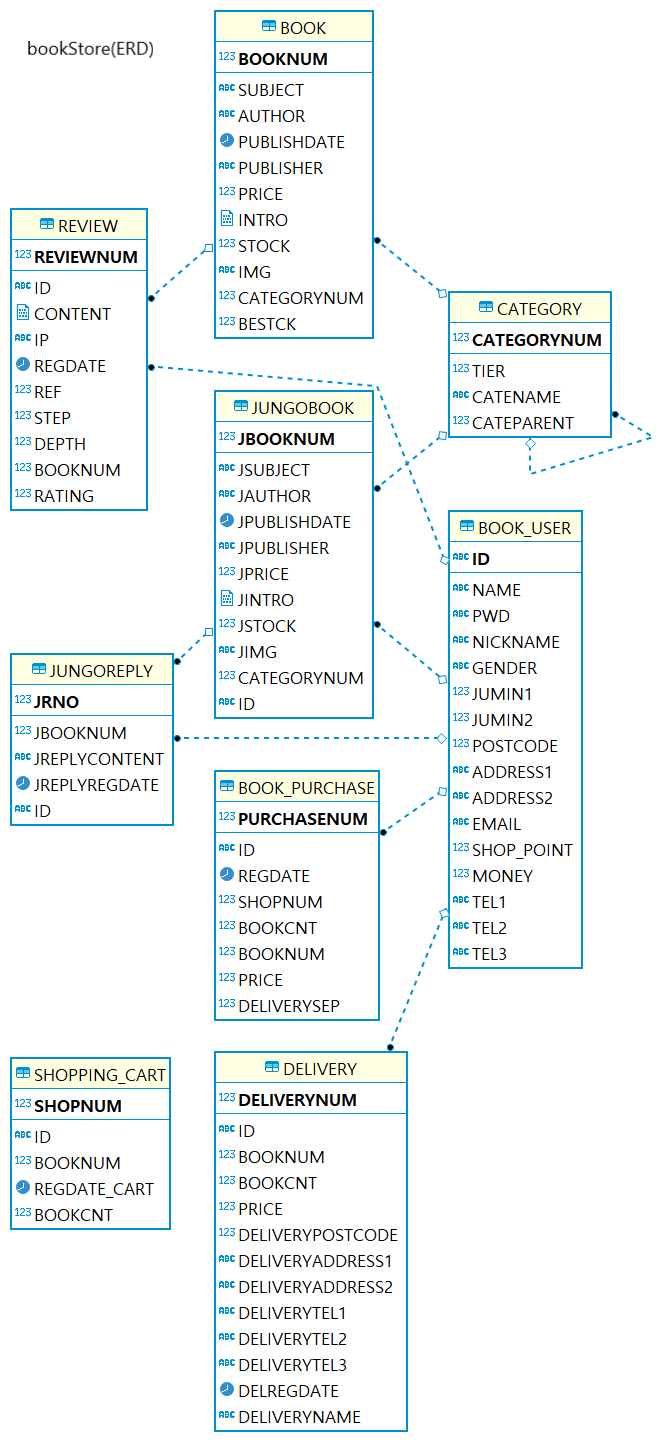 bookStore(ERD)
BOOK
123 BOOKNUM
ABC SUBJECT
ABC AUTHOR
PUBLISHDATE
ABC PUBLISHER
123 PRICE
INTRO
123 STOCK
ABC IMG
123 CATEGORYNUM
123 BESTCK
REVIEW
123 REVIEWNUM
ABC ID
CONTENT
ABC IP
REGDATE
123 REF
123 STEP
123 DEPTH
123 BOOKNUM
123 RATING
CATEGORY
123 CATEGORYNUM
123 TIER
ABC CATENAME
123 CATEPARENT
JUNGOBOOK
123 JBOOKNUM
ABC JSUBJECT
ABC JAUTHOR
JPUBLISHDATE
ABC JPUBLISHER
123 JPRICE
JINTRO
123 JSTOCK
ABC JIMG
123 CATEGORYNUM
ABC ID
BOOK_USER
ABC ID
ABC NAME
ABC PWD
ABC NICKNAME
ABC GENDER
123 JUMIN1
123 JUMIN2
123 POSTCODE
ABC ADDRESS1
ABC ADDRESS2
ABC EMAIL
123 SHOP_POINT
123 MONEY
ABC TEL1
ABC TEL2
ABC TEL3
JUNGOREPLY
123 JRNO
123 JBOOKNUM
ABC JREPLYCONTENT
JREPLYREGDATE
ABC ID
BOOK_PURCHASE
123 PURCHASENUM
ABC ID
REGDATE
123 SHOPNUM
123 BOOKCNT
123 BOOKNUM
123 PRICE
123 DELIVERYSEP
SHOPPING_CART
123 SHOPNUM
ABC ID
123 BOOKNUM
REGDATE_CART
123 BOOKCNT
DELIVERY
123 DELIVERYNUM
ABC ID
123 BOOKNUM
123 BOOKCNT
123 PRICE
123 DELIVERYPOSTCODE
ABC DELIVERYADDRESS1
ABC DELIVERYADDRESS2
ABC DELIVERYTEL1
ABC DELIVERYTEL2
ABC DELIVERYTEL3
DELREGDATE
ABC DELIVERYNAME